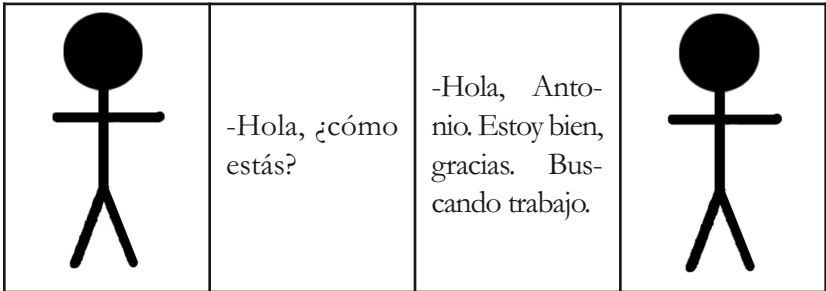 -Hola, ¿cómo
estás?
-Hola, Anto-
nio. Estoy bien,
gracias. Bus-
cando trabajo.